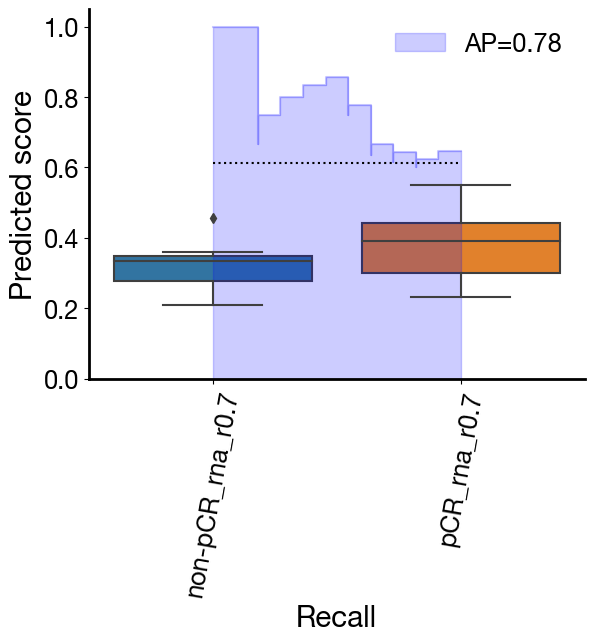 1.0
0.8
0.6
0.4
0.2
0.0
Predicted score
AP=0.78
non-pCR_rna_r0.7
pCR_rna_r0.7
Recall